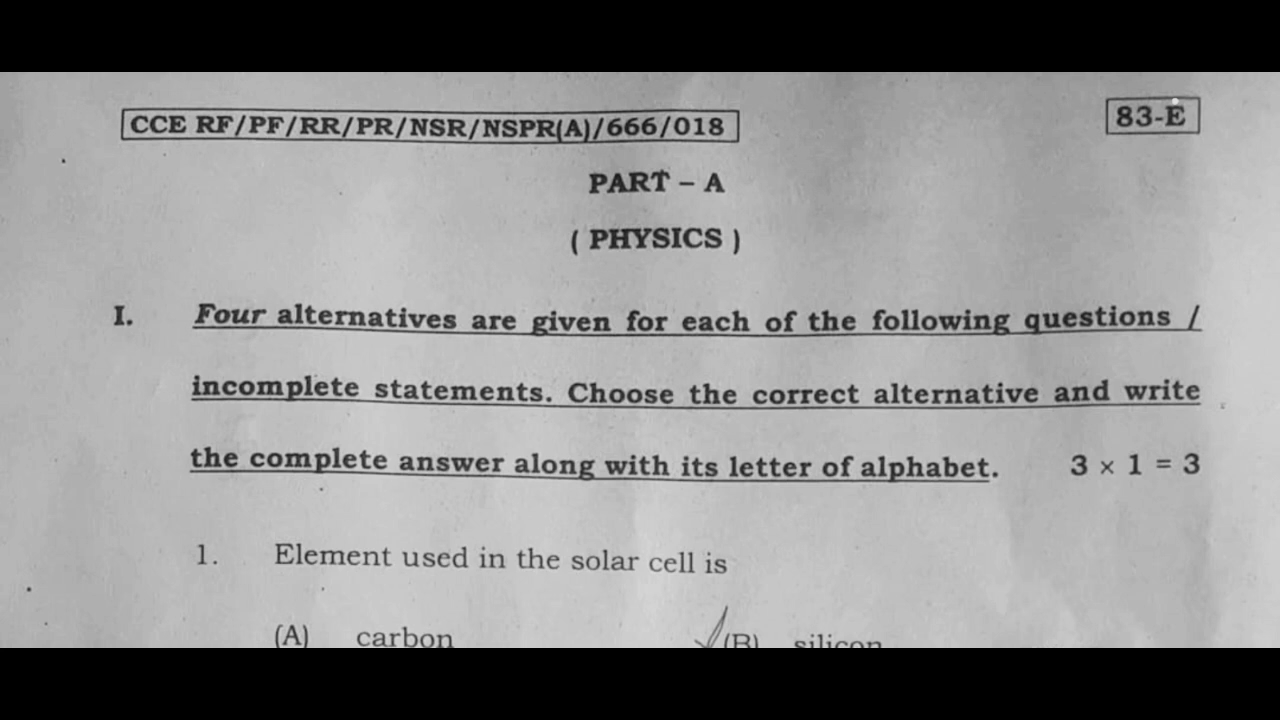 CCE RF/PF/RR/PR/NSR/NSPR(A)/666/018 83-E
PART – A
( PHYSICS )
I. Four alternatives are given for each of the following questions /
incomplete statements. Choose the correct alternative and write
the complete answer along with its letter of alphabet. 3 × 1 = 3
1. Element used in the solar cell is
(A) carbon (B) silicon